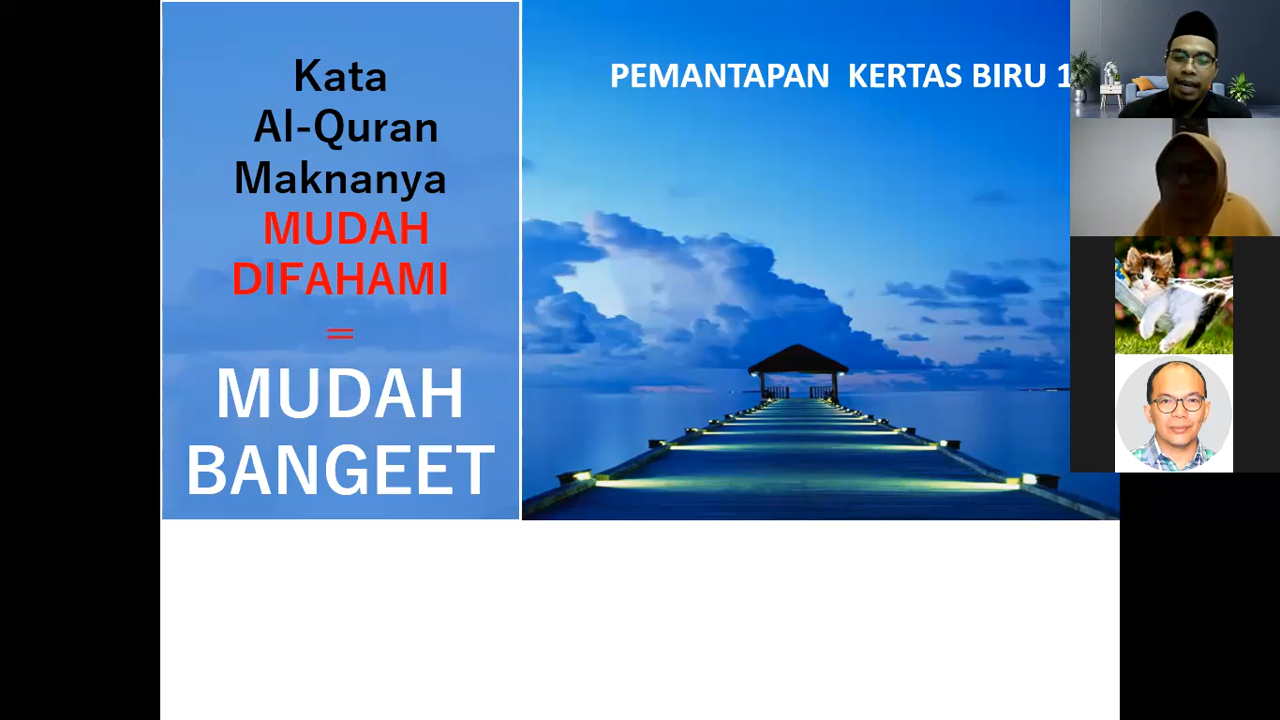 Kata
Al-Quran
Maknanya
MUDAH
DIFAHAMI
=
MUDAH
BANGEET
PEMANTAPAN KERTAS BIRU 1